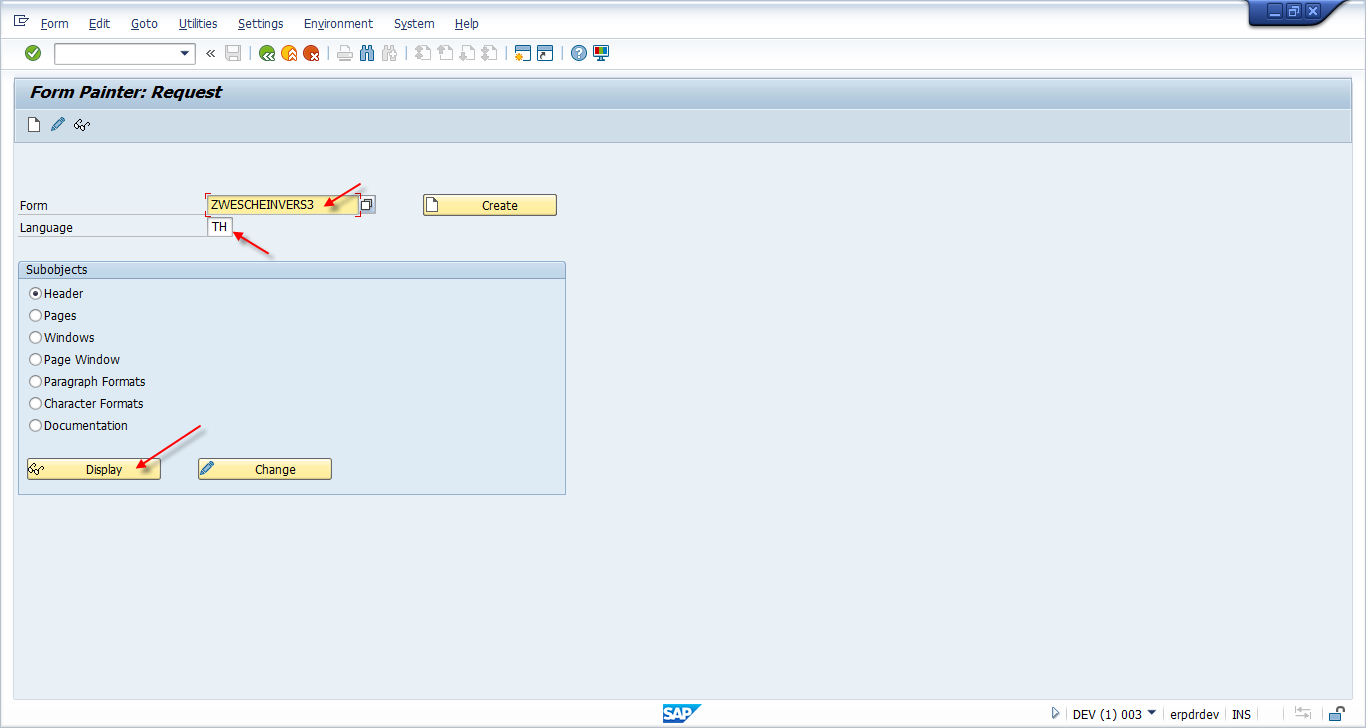 Form Edit Goto Utilities Settings Environment System Help
Form Painter: Request
Form ZWESCHEINVERS3 Create
Language TH
Subobjects
Header
Pages
Windows
Page Window
Paragraph Formats
Character Formats
Documentation
Display Change
SAP DEV (1) 003 erpdrdev INS